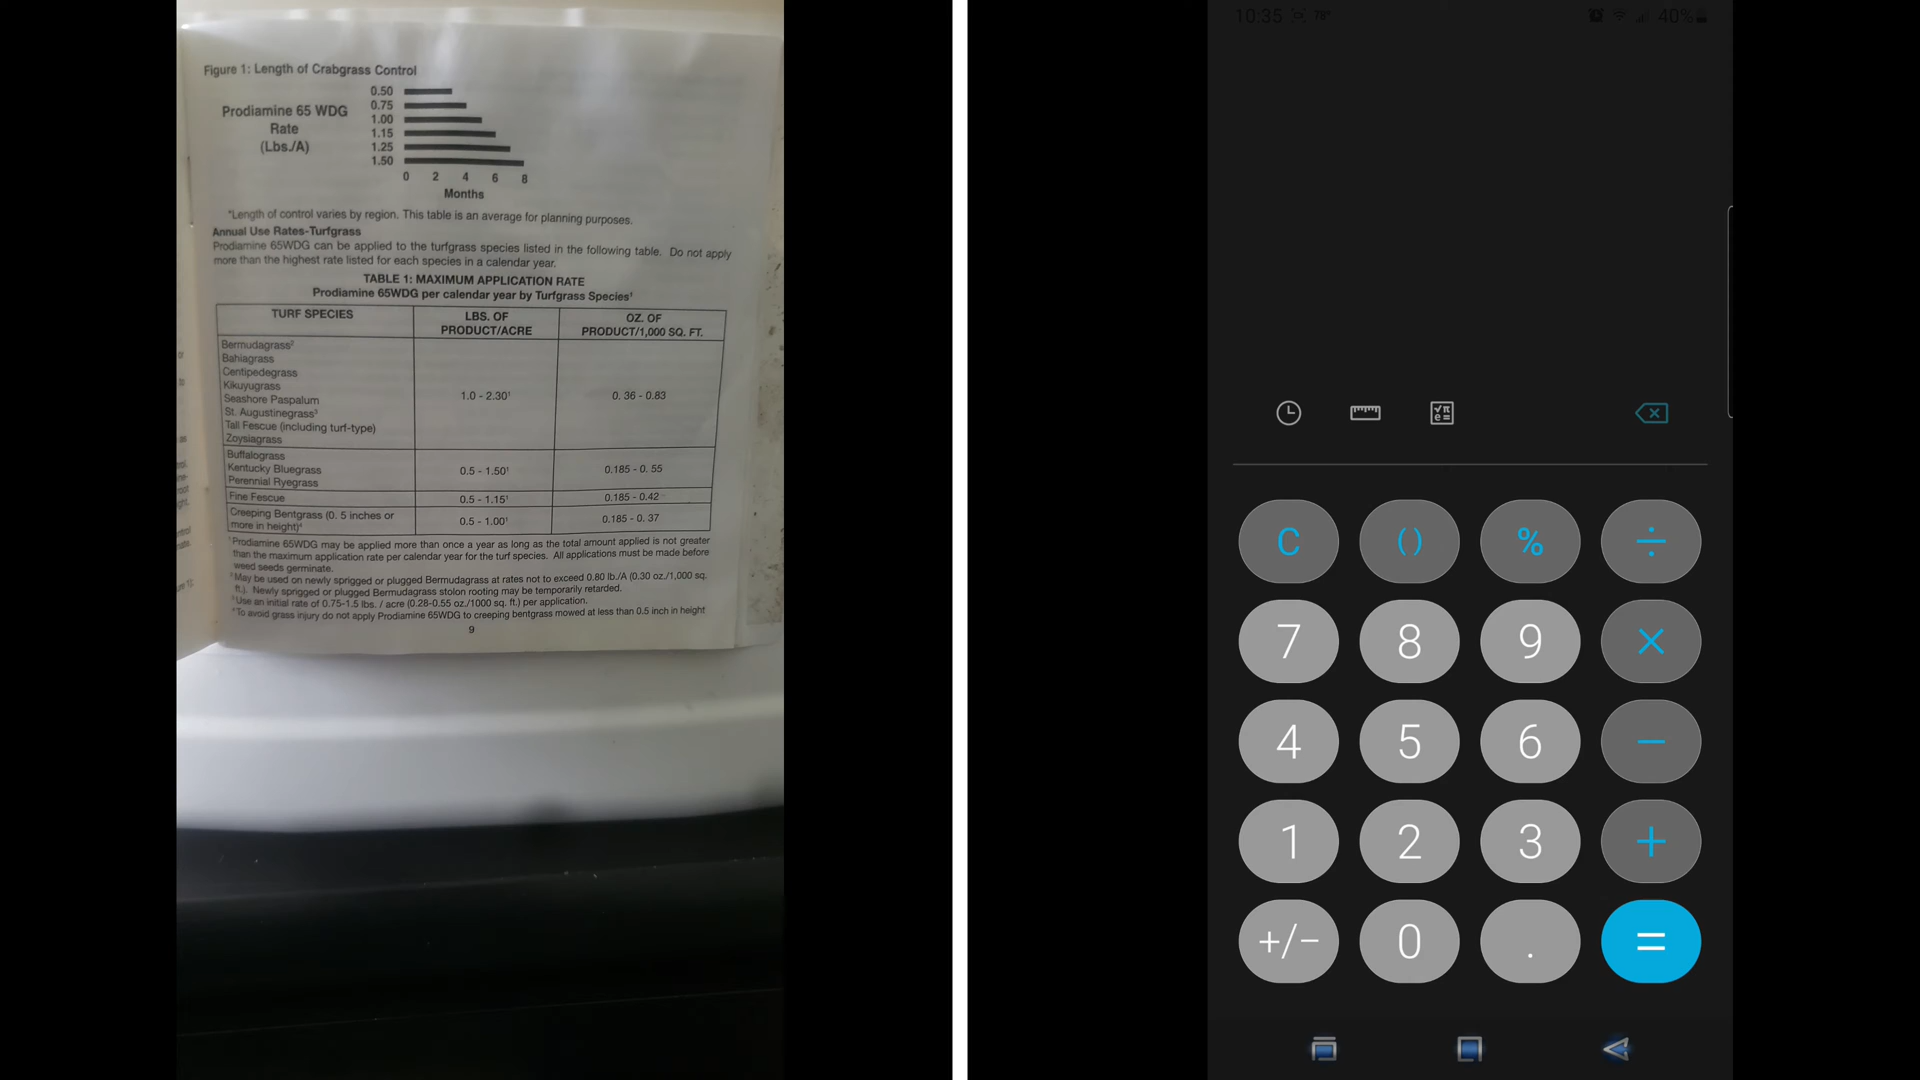 Figure 1: Length of Crabgrass Control
Prodiamine 65 WDG
Rate
(Lbs./A)
0.50
0.75
1.00
1.15
1.25
1.50
0 2 4 6 8
Months
*Length of control varies by region. This table is an average for planning purposes.
Annual Use Rates-Turfgrass
Prodiamine 65WDG can be applied to the turfgrass species listed in the following table. Do not apply
more than the highest rate listed for each species in a calendar year.
TABLE 1: MAXIMUM APPLICATION RATE
Prodiamine 65WDG per calendar year by Turfgrass Species¹
TURF SPECIES
LBS. OF
PRODUCT/ACRE
OZ. OF
PRODUCT/1,000 SQ. FT.
Bermudagrass²
Bahiagrass
Centipedegrass
Kikuyugrass
Seashore Paspalum
St. Augustinegrass³
Tall Fescue (including turf-type)
Zoysiagrass
1.0 - 2.30¹
0. 36 - 0.83
Buffalograss
Kentucky Bluegrass
Perennial Ryegrass
0.5 - 1.50¹
0.185 - 0. 55
Fine Fescue
0.5 - 1.15¹
0.185 - 0.42
Creeping Bentgrass (0. 5 inches or
more in height)⁴
0.5 - 1.00¹
0.185 - 0. 37
¹Prodiamine 65WDG may be applied more than once a year as long as the total amount applied is not greater
than the maximum application rate per calendar year for the turf species. All applications must be made before
weed seeds germinate.
²May be used on newly sprigged or plugged Bermudagrass at rates not to exceed 0.80 lb./A (0.30 oz./1,000 sq.
ft.). Newly sprigged or plugged Bermudagrass stolon rooting may be temporarily retarded.
³Use an initial rate of 0.75-1.5 lbs. / acre (0.28-0.55 oz./1000 sq. ft.) per application.
⁴To avoid grass injury do not apply Prodiamine 65WDG to creeping bentgrass mowed at less than 0.5 inch in height
9
10:35 78° 40%
√π
e=
C () % ÷
7 8 9 ×
4 5 6 −
1 2 3 +
+/− 0 . =